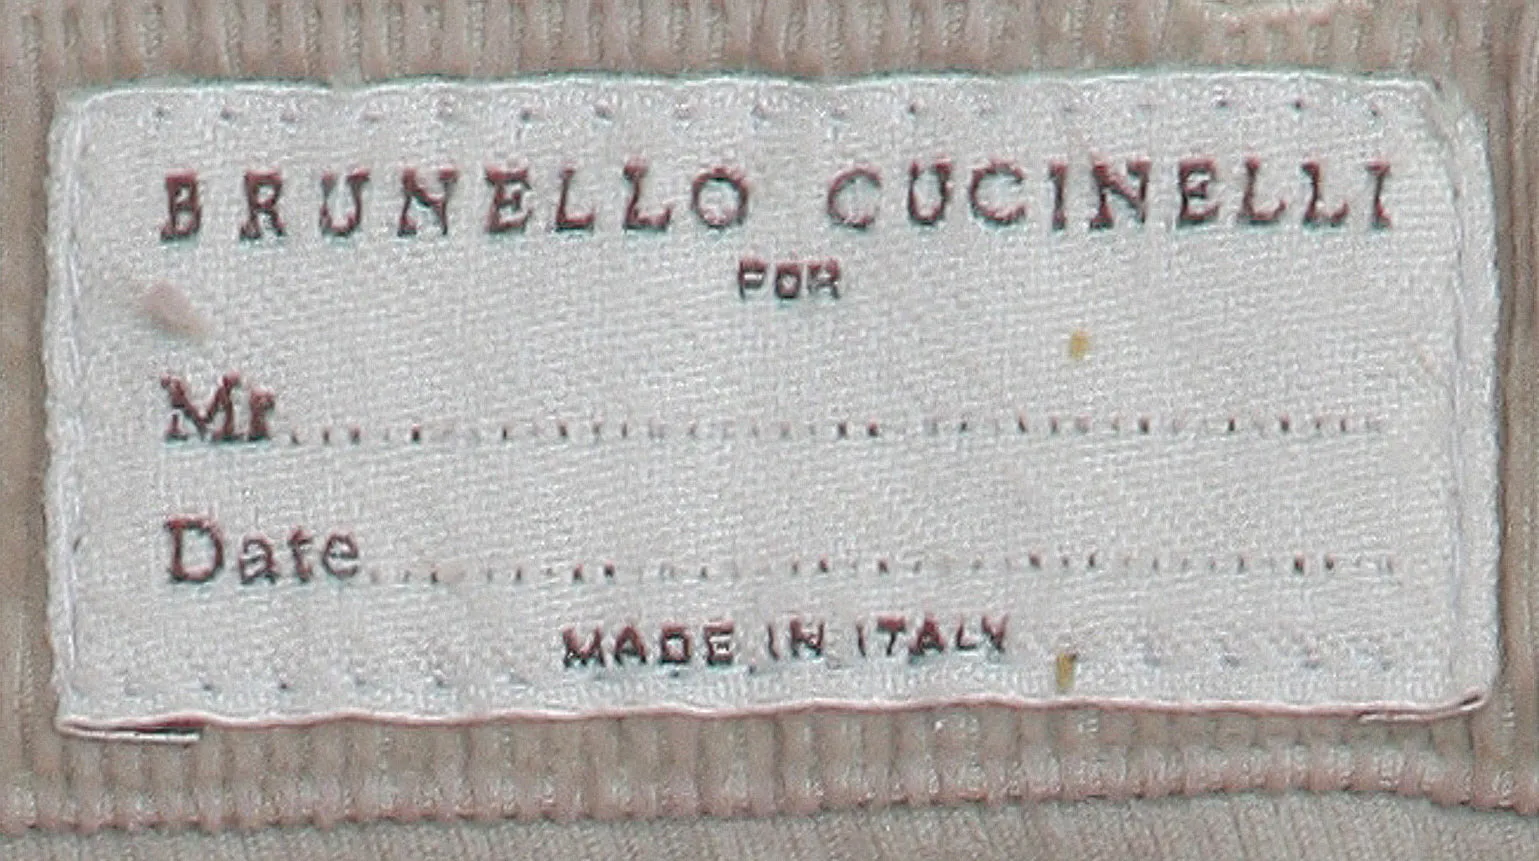 BRUNELLO CUCINELLI
FOR
Mr..............................
Date..............................
MADE IN ITALY